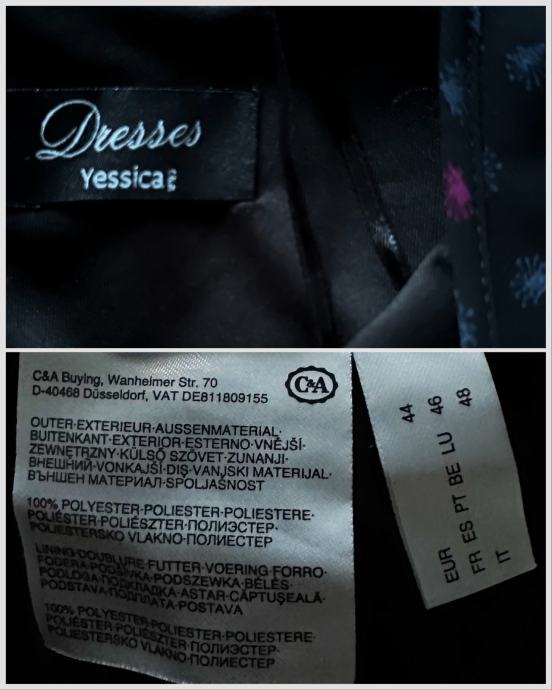 Dresses
Yessica
C&A Buying, Wanheimer Str. 70
D-40468 Düsseldorf, VAT DE811809155
C&A
OUTER·EXTERIEUR·AUSSENMATERIAL·
BUITENKANT·EXTERIOR·ESTERNO·VNĚJŠÍ·
ZEWNĘTRZNY·KÜLSŐ SZÖVET·ZUNANJI·
ВНЕШНИЙ·VONKAJŠÍ·DIŞ·VANJSKI MATERIJAL·
ВЪНШЕН МАТЕРИАЛ·SPOLJAŠNOST
100% POLYESTER·POLIESTER·POLIESTERE·
POLIÉSTER·POLIÉSZTER·ПОЛИЭСТЕР·
POLIESTERSKO VLAKNO·ПОЛИЕСТЕР
LINING·DOUBLURE·FUTTER·VOERING·FORRO·
FODERA·PODŠÍVKA·PODSZEWKA·BÉLÉS·
PODLOGA·ПОДКЛАДКА·ASTAR·CĂPTUŞEALĂ·
PODSTAVA·ПОДПЛАТА·POSTAVA
100% POLYESTER·POLIESTER·POLIESTERE·
POLIÉSTER·POLIÉSZTER·ПОЛИЭСТЕР·
POLIESTERSKO VLAKNO·ПОЛИЕСТЕР
EUR 44
FR ES PT BE LU 46
IT 48